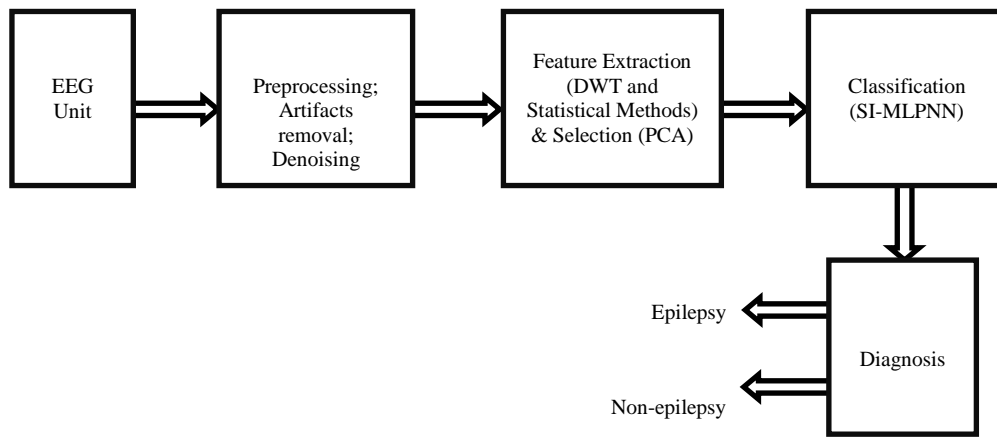 EEG
Unit
Preprocessing;
Artifacts
removal;
Denoising
Feature Extraction
(DWT and
Statistical Methods)
& Selection (PCA)
Classification
(SI-MLPNN)
Epilepsy
Diagnosis
Non-epilepsy